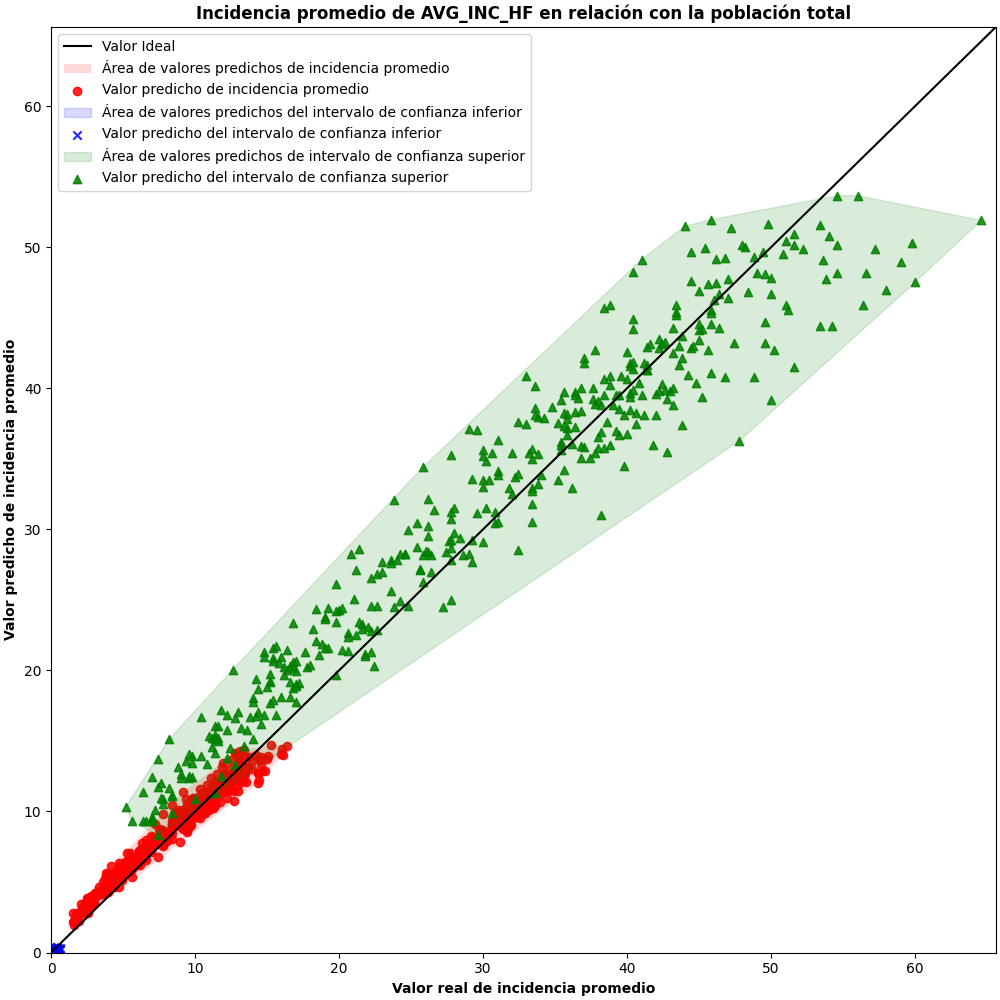 Incidencia promedio de AVG_INC_HF en relación con la población total
Valor Ideal
Área de valores predichos de incidencia promedio
Valor predicho de incidencia promedio
Área de valores predichos del intervalo de confianza inferior
Valor predicho del intervalo de confianza inferior
Área de valores predichos de intervalo de confianza superior
Valor predicho del intervalo de confianza superior
Valor predicho de incidencia promedio
60
50
40
30
20
10
0
0 10 20 30 40 50 60
Valor real de incidencia promedio